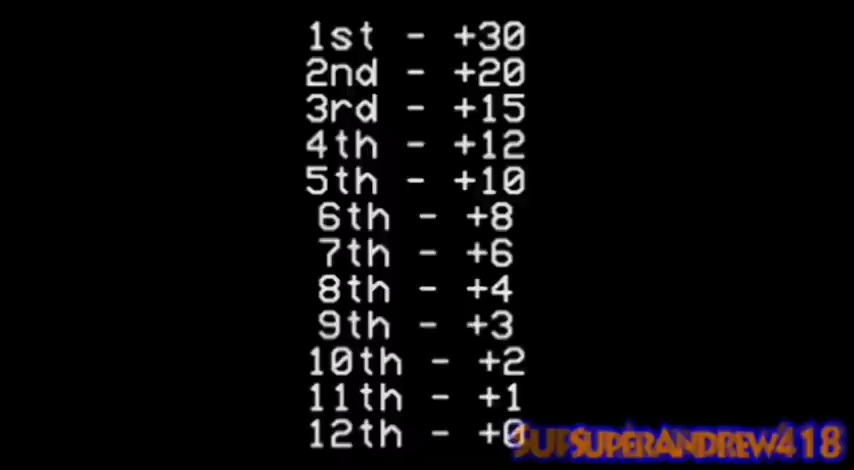 1st - +30
2nd - +20
3rd - +15
4th - +12
5th - +10
6th - +8
7th - +6
8th - +4
9th - +3
10th - +2
11th - +1
12th - +0
SUPERANDREW418